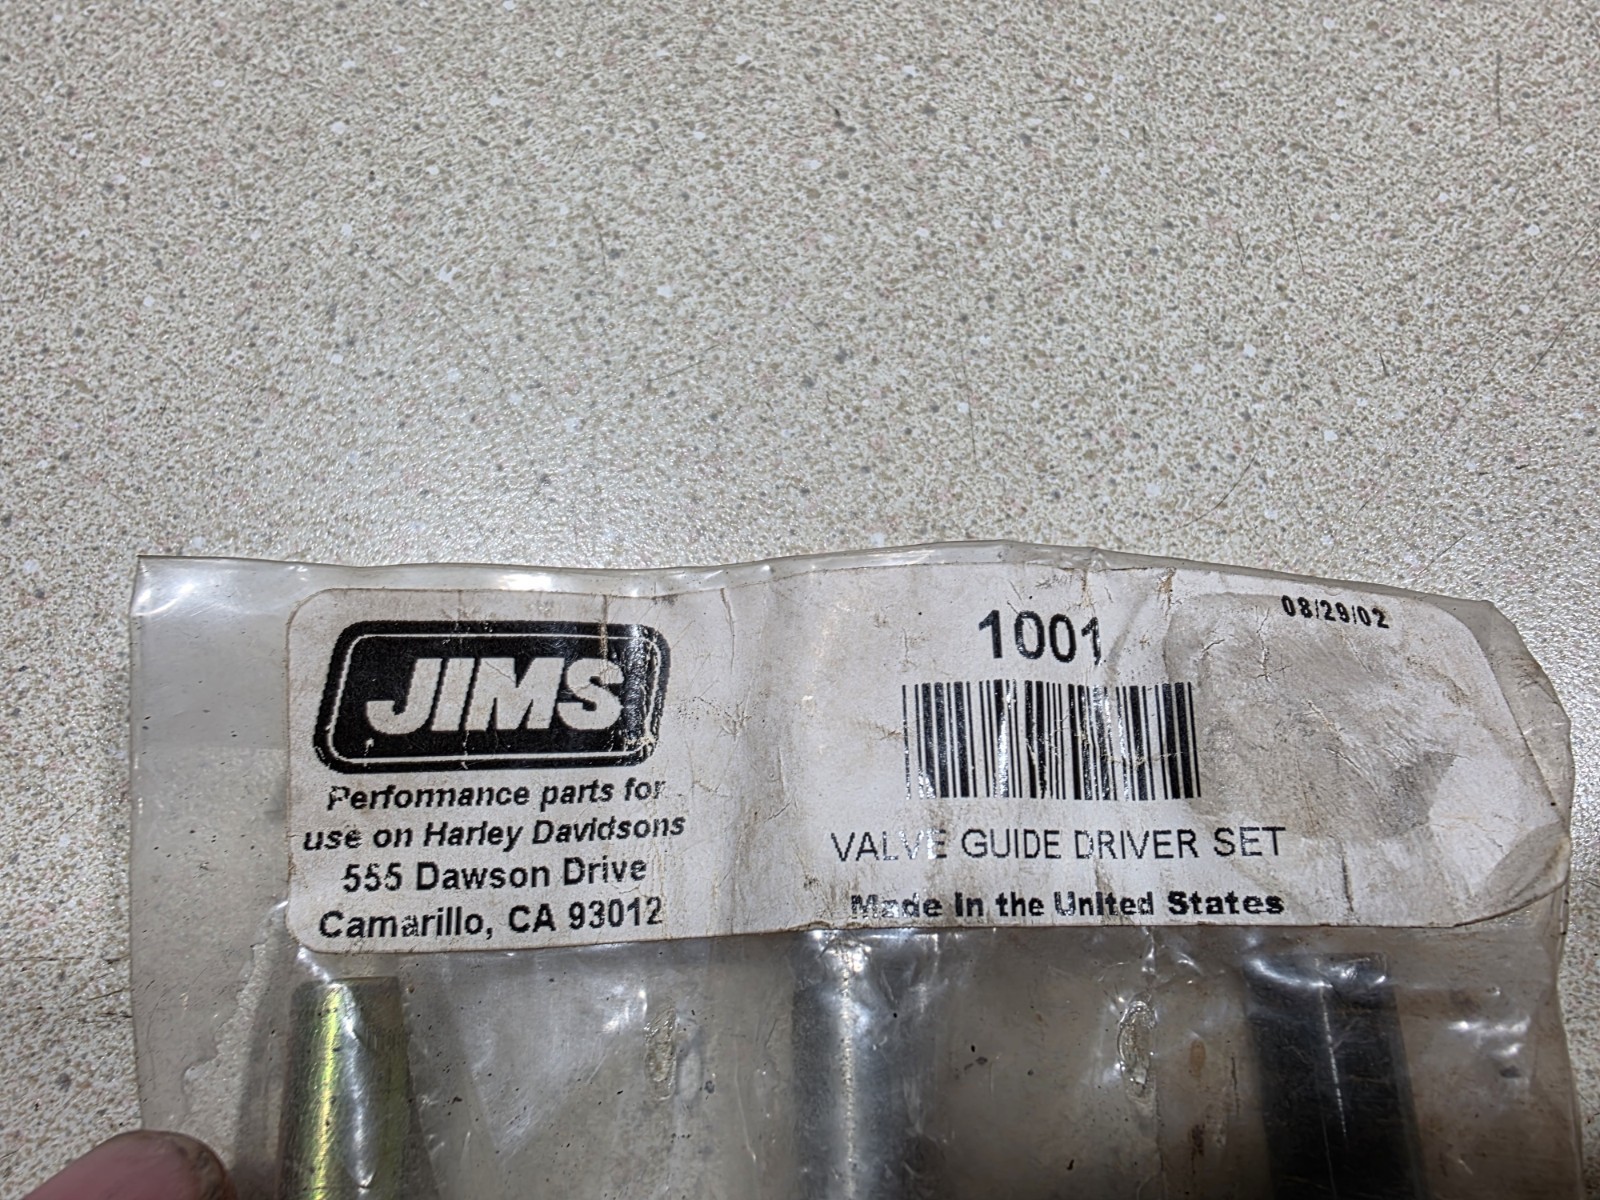 JIMS
Performance parts for
use on Harley Davidsons
555 Dawson Drive
Camarillo, CA 93012
1001
08/29/02
VALVE GUIDE DRIVER SET
Made in the United States